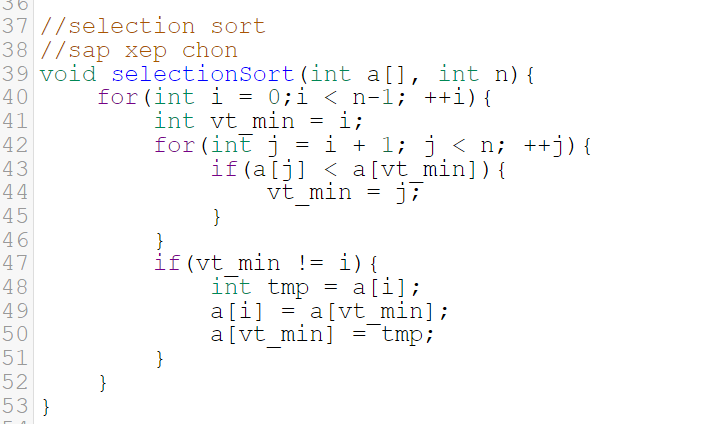 36
37 //selection sort
38 //sap xep chon
39 void selectionSort(int a[], int n){
40     for(int i = 0;i < n-1; ++i){
41         int vt_min = i;
42         for(int j = i + 1; j < n; ++j){
43             if(a[j] < a[vt_min]){
44                 vt_min = j;
45             }
46         }
47         if(vt_min != i){
48             int tmp = a[i];
49             a[i] = a[vt_min];
50             a[vt_min] = tmp;
51         }
52     }
53 }